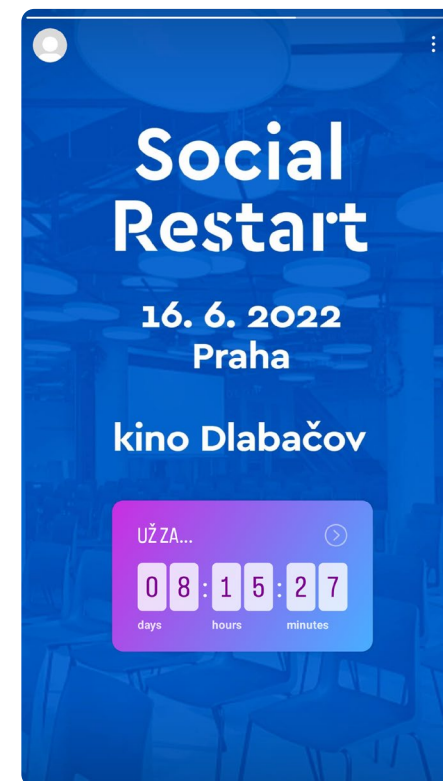 Social
Restart
16. 6. 2022
Praha
kino Dlabačov
UŽ ZA...
08:15:27
days hours minutes